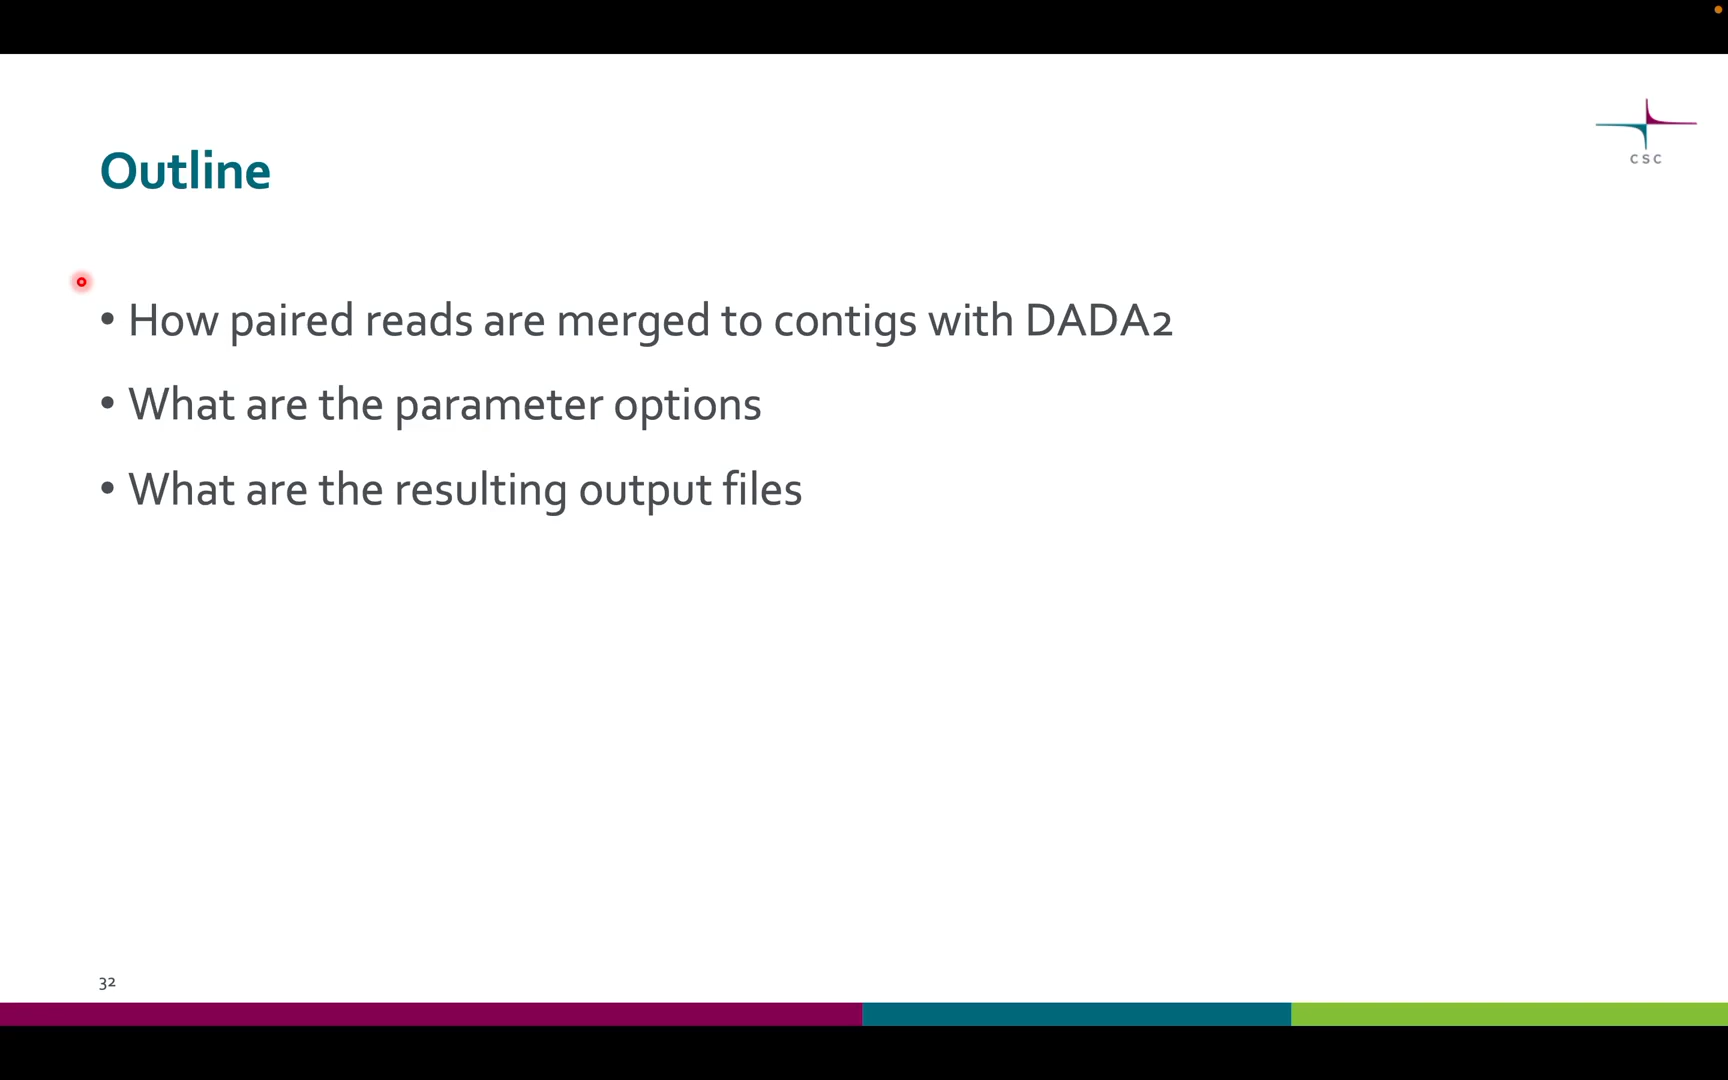 CSC
Outline
• How paired reads are merged to contigs with DADA2
• What are the parameter options
• What are the resulting output files
32